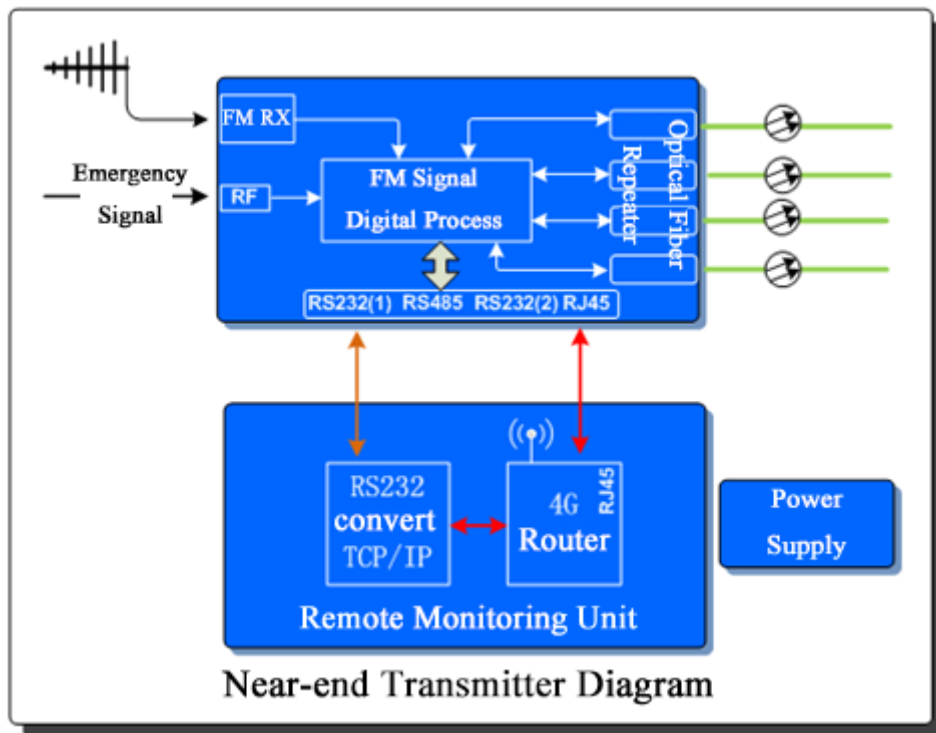 FM RX
Emergency
Signal
RF
FM Signal
Digital Process
Optical Fiber
Repeater
RS232(1) RS485 RS232(2) RJ45
RS232
convert
TCP/IP
4G
Router
RJ45
Remote Monitoring Unit
Power
Supply
Near-end Transmitter Diagram